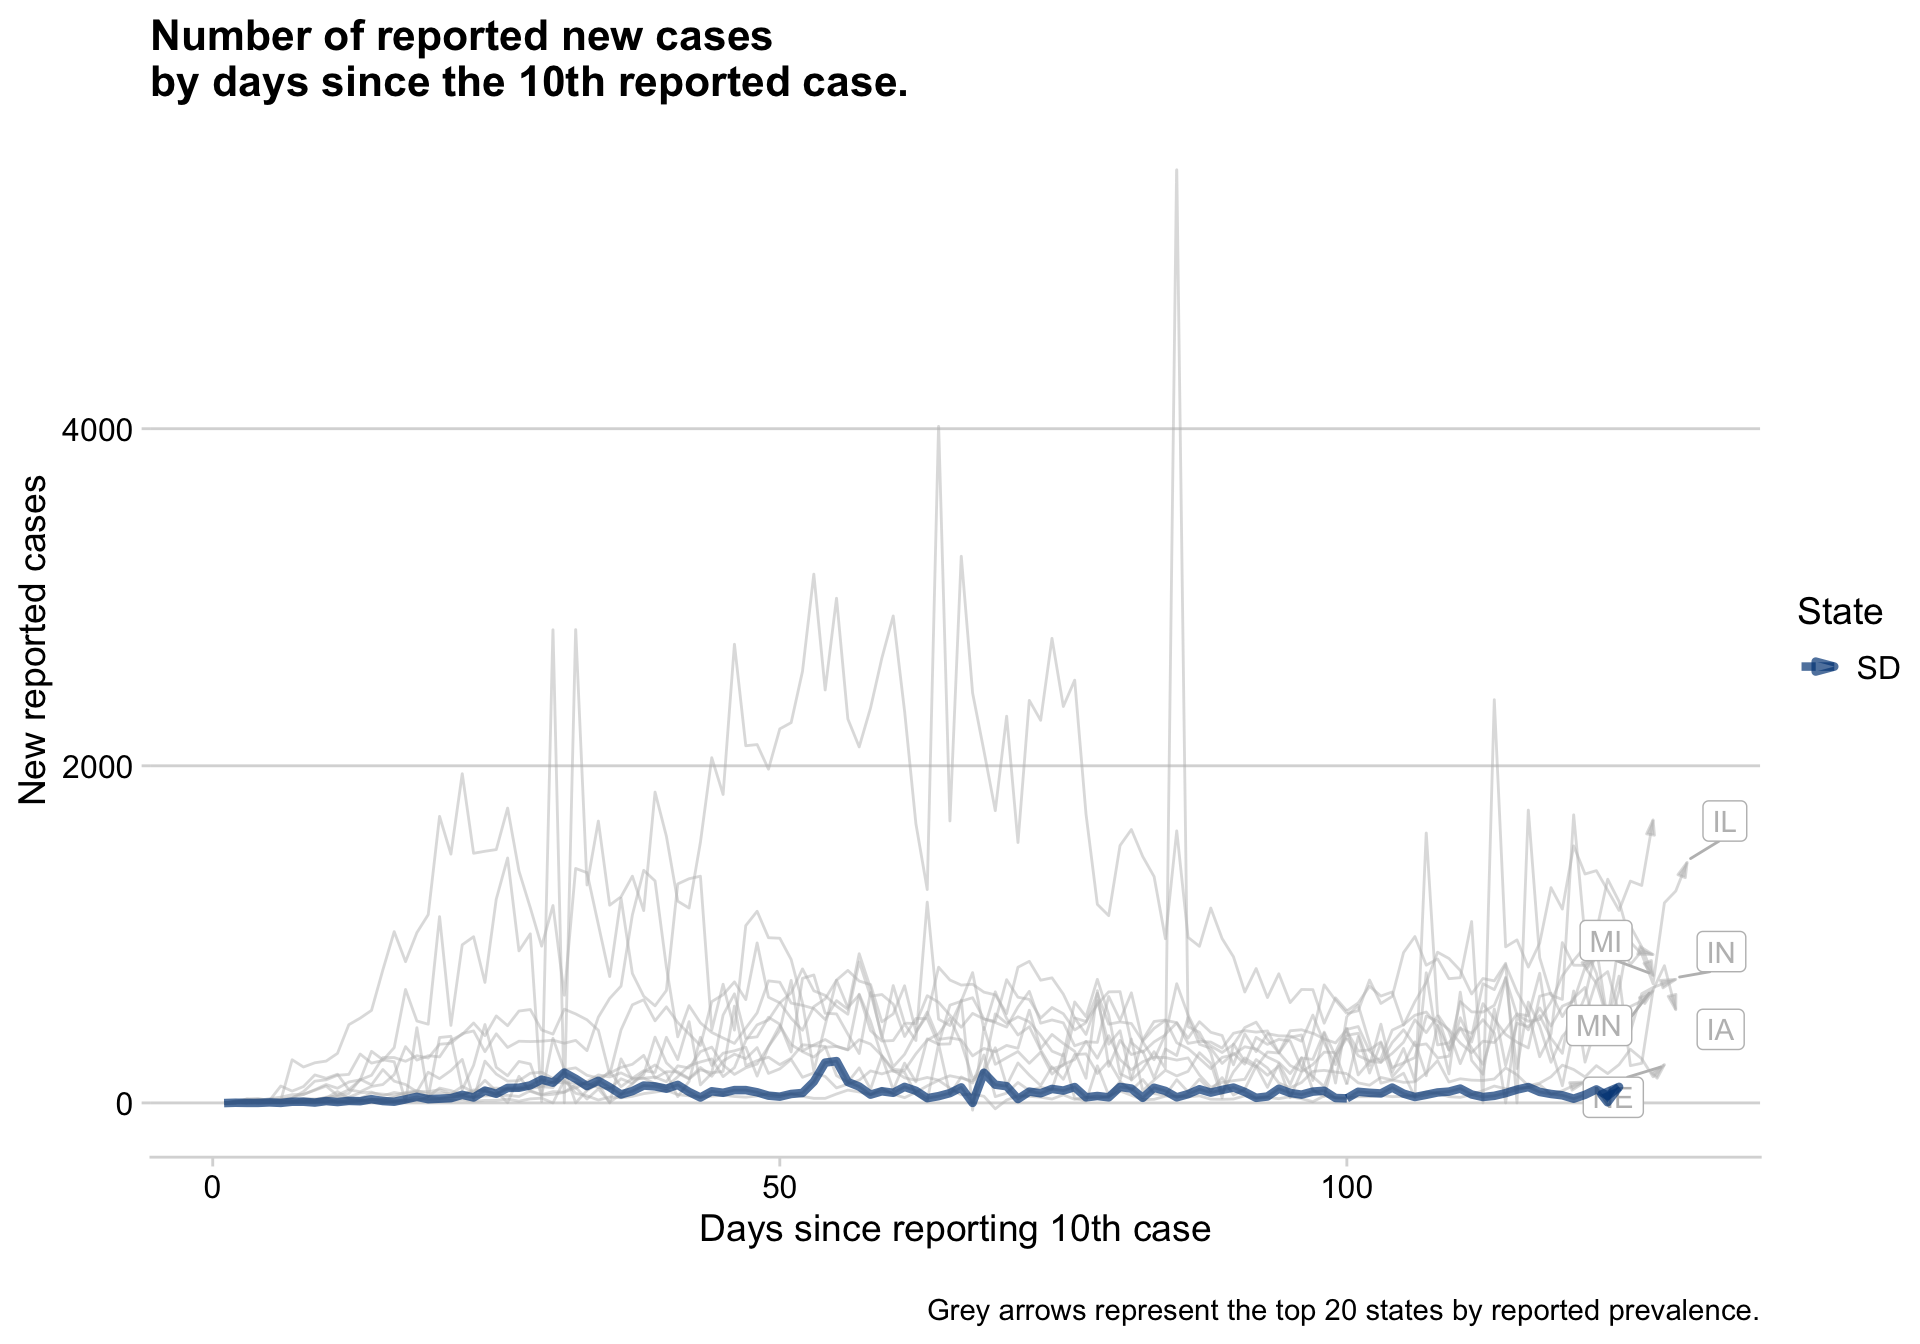 Number of reported new cases
by days since the 10th reported case.
New reported cases
4000
2000
0
IL
MI
IN
MN
IA
NE
State
SD
0
50
100
Days since reporting 10th case
Grey arrows represent the top 20 states by reported prevalence.